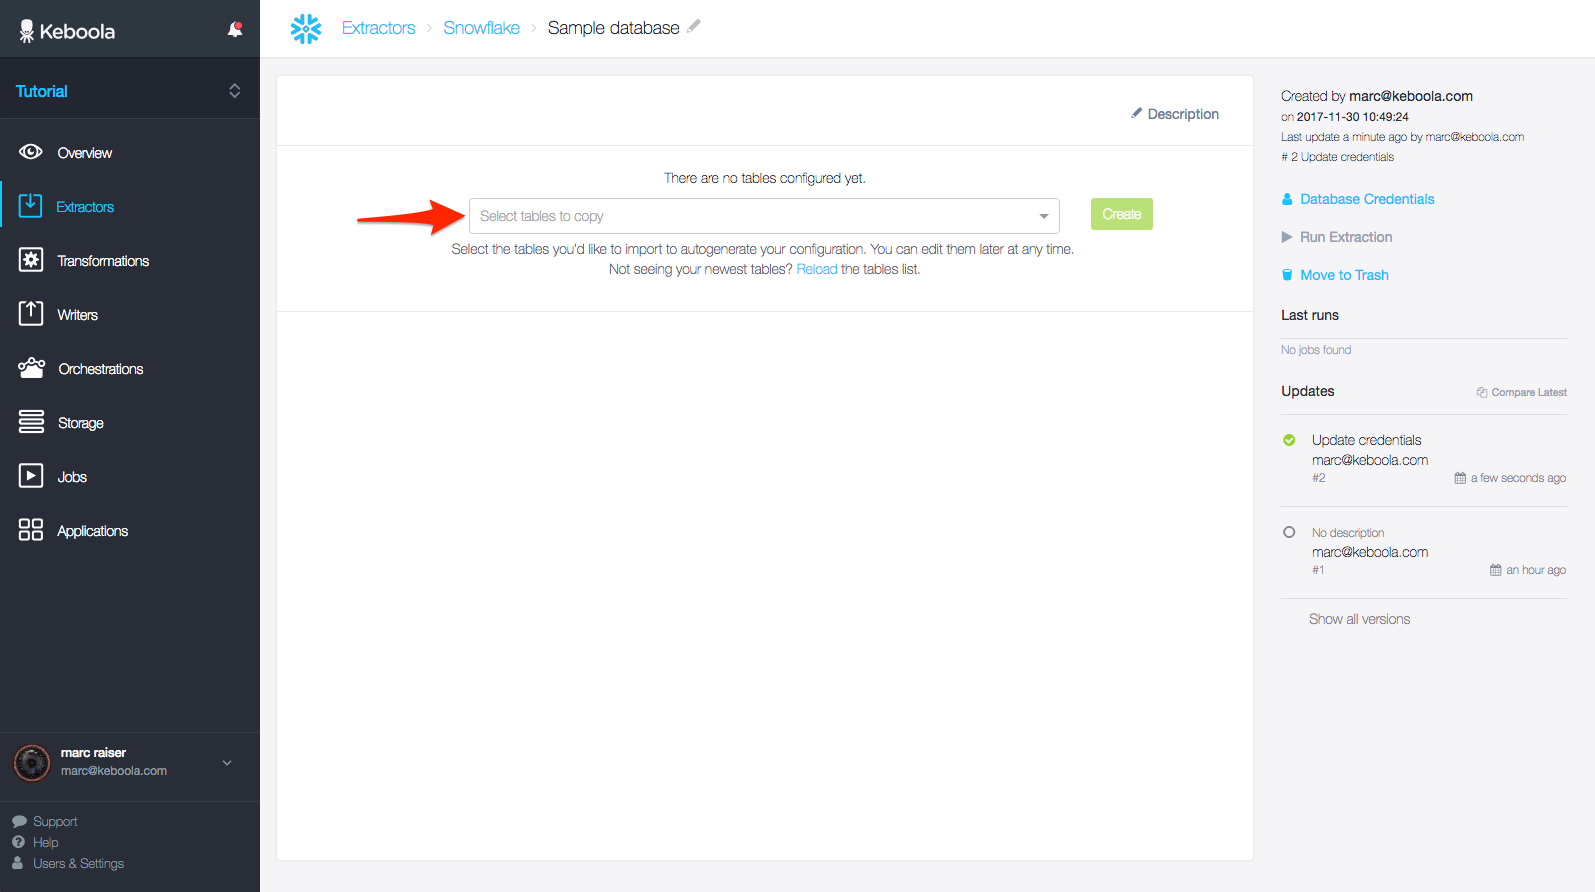 Keboola
Tutorial
Overview
Extractors
Transformations
Writers
Orchestrations
Storage
Jobs
Applications
marc raiser
marc@keboola.com
Support
Help
Users & Settings
Extractors › Snowflake › Sample database
Description
There are no tables configured yet.
Select tables to copy
Create
Select the tables you'd like to import to autogenerate your configuration. You can edit them later at any time.
Not seeing your newest tables? Reload the tables list.
Created by marc@keboola.com
on 2017-11-30 10:49:24
Last update a minute ago by marc@keboola.com
# 2 Update credentials
Database Credentials
Run Extraction
Move to Trash
Last runs
No jobs found
Updates
Compare Latest
Update credentials
marc@keboola.com
#2
a few seconds ago
No description
marc@keboola.com
#1
an hour ago
Show all versions